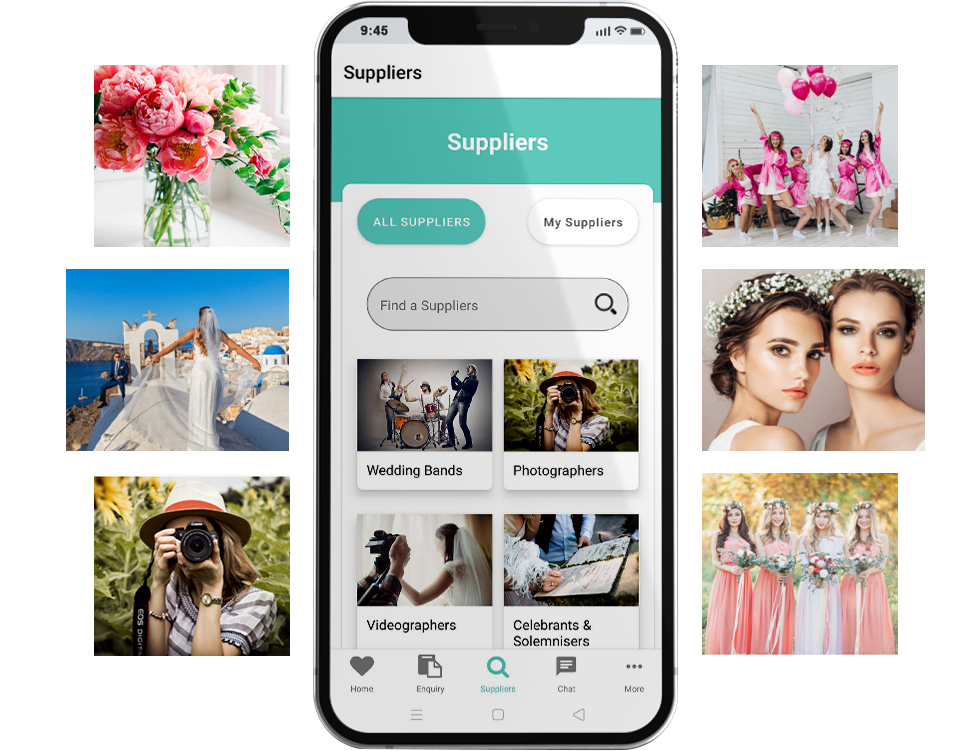 9:45
Suppliers
Suppliers
ALL SUPPLIERS
My Suppliers
Find a Suppliers
Wedding Bands
Photographers
Videographers
Celebrants &
Solemnisers
Home
Enquiry
Suppliers
Chat
More
EOS DIGITAL